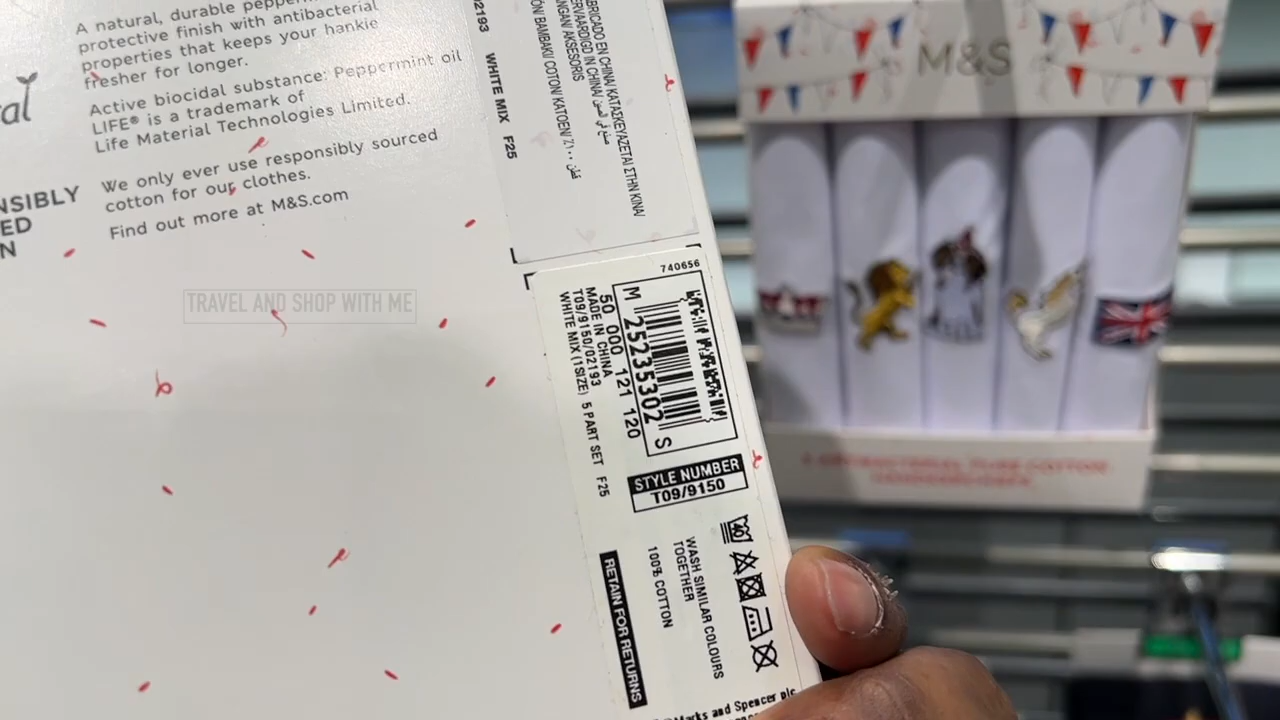 A natural, durable
protective finish with antibacterial
properties that keeps your hankie
fresher for longer.
Active biocidal substance: Peppermint oil
LIFE® is a trademark of
Life Material Technologies Limited.
We only ever use responsibly sourced
cotton for our clothes.
Find out more at M&S.com
TRAVEL AND SHOP WITH ME
02193 WHITE MIX F25
740656
M 25235302 S
50 000 121 120
MADE IN CHINA
T09/9150/02193
WHITE MIX (1SIZE) 5 PART SET F25
STYLE NUMBER
T09/9150
40
WASH SIMILAR COLOURS
TOGETHER
100% COTTON
RETAIN FOR RETURNS
Marks and Spencer plc
M&S